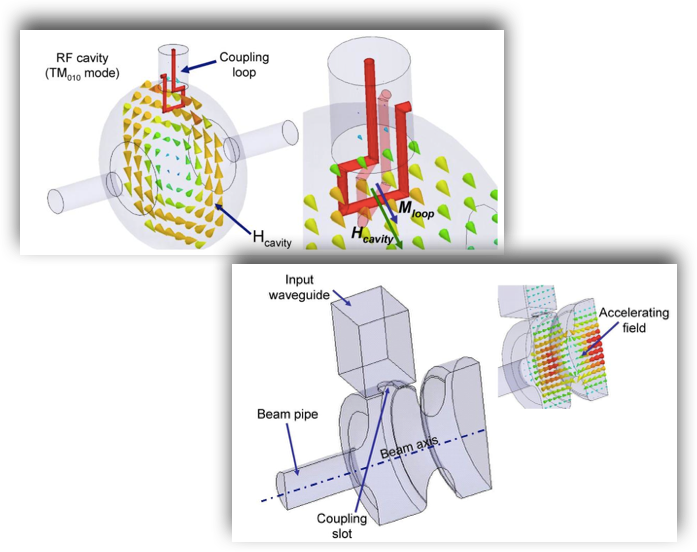 RF cavity
(TM010 mode)
Coupling
loop
Hcavity
Mloop
Hcavity
Input
waveguide
Accelerating
field
Beam pipe
Beam axis
Coupling
slot